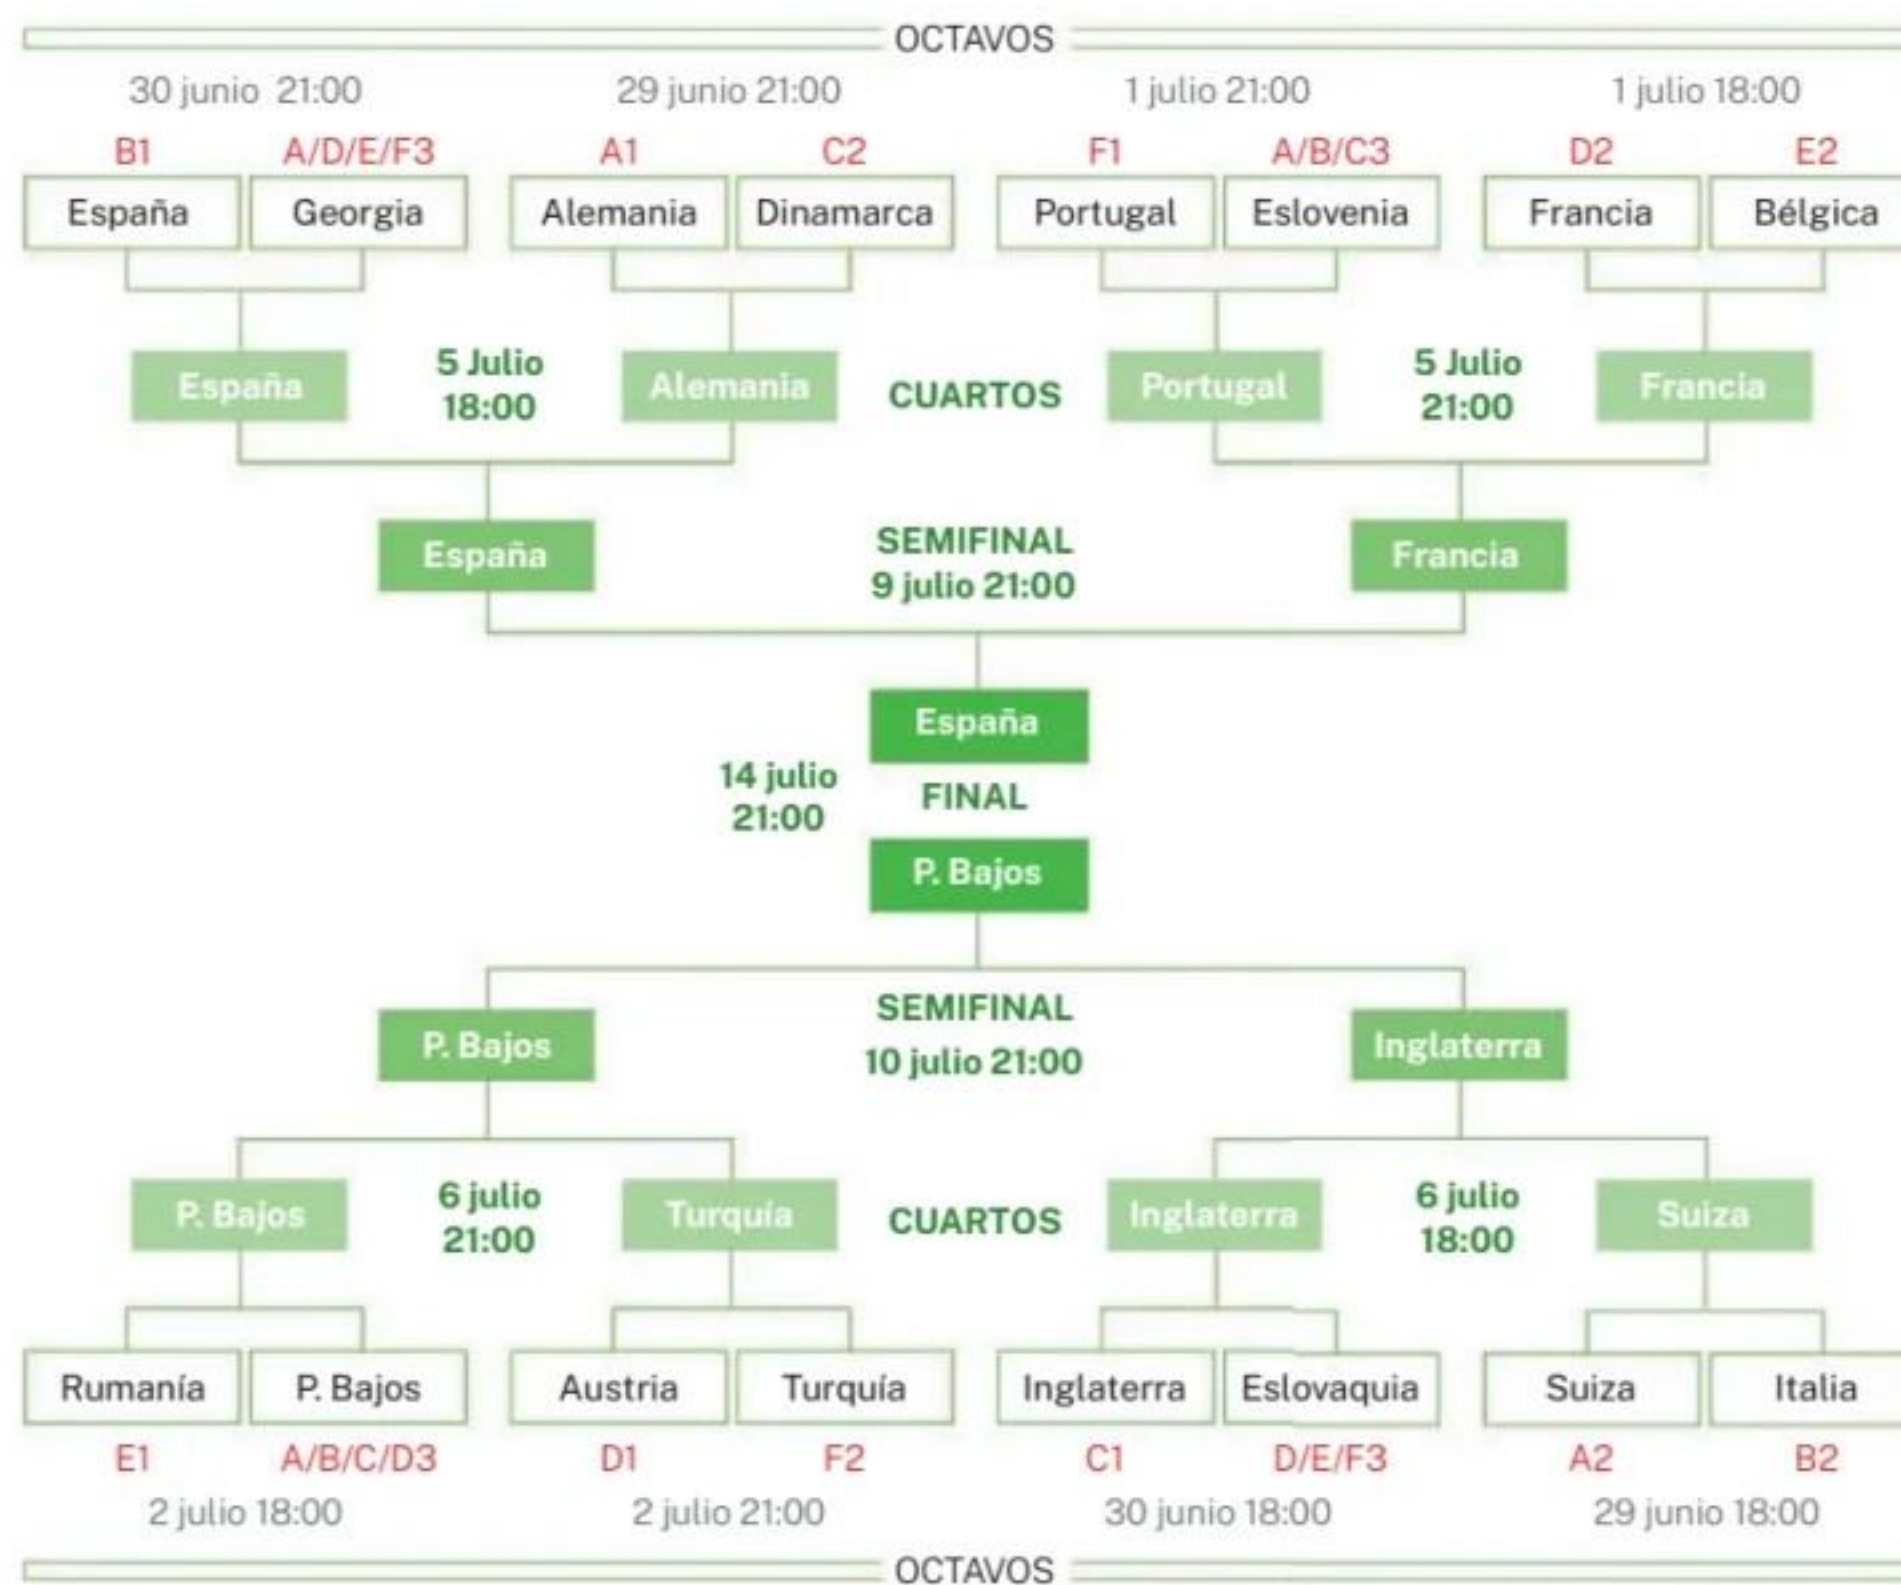 OCTAVOS
30 junio 21:00 29 junio 21:00 1 julio 21:00 1 julio 18:00
B1 A/D/E/F3 A1 C2 F1 A/B/C3 D2 E2
España Georgia Alemania Dinamarca Portugal Eslovenia Francia Bélgica
España 5 Julio 18:00 Alemania CUARTOS Portugal 5 Julio 21:00 Francia
España SEMIFINAL Francia
9 julio 21:00
España
14 julio
21:00
FINAL
P. Bajos
P. Bajos SEMIFINAL Inglaterra
10 julio 21:00
P. Bajos 6 julio 21:00 Turquía CUARTOS Inglaterra 6 julio 18:00 Suiza
Rumanía P. Bajos Austria Turquía Inglaterra Eslovaquia Suiza Italia
E1 A/B/C/D3 D1 F2 C1 D/E/F3 A2 B2
2 julio 18:00 2 julio 21:00 30 junio 18:00 29 junio 18:00
OCTAVOS